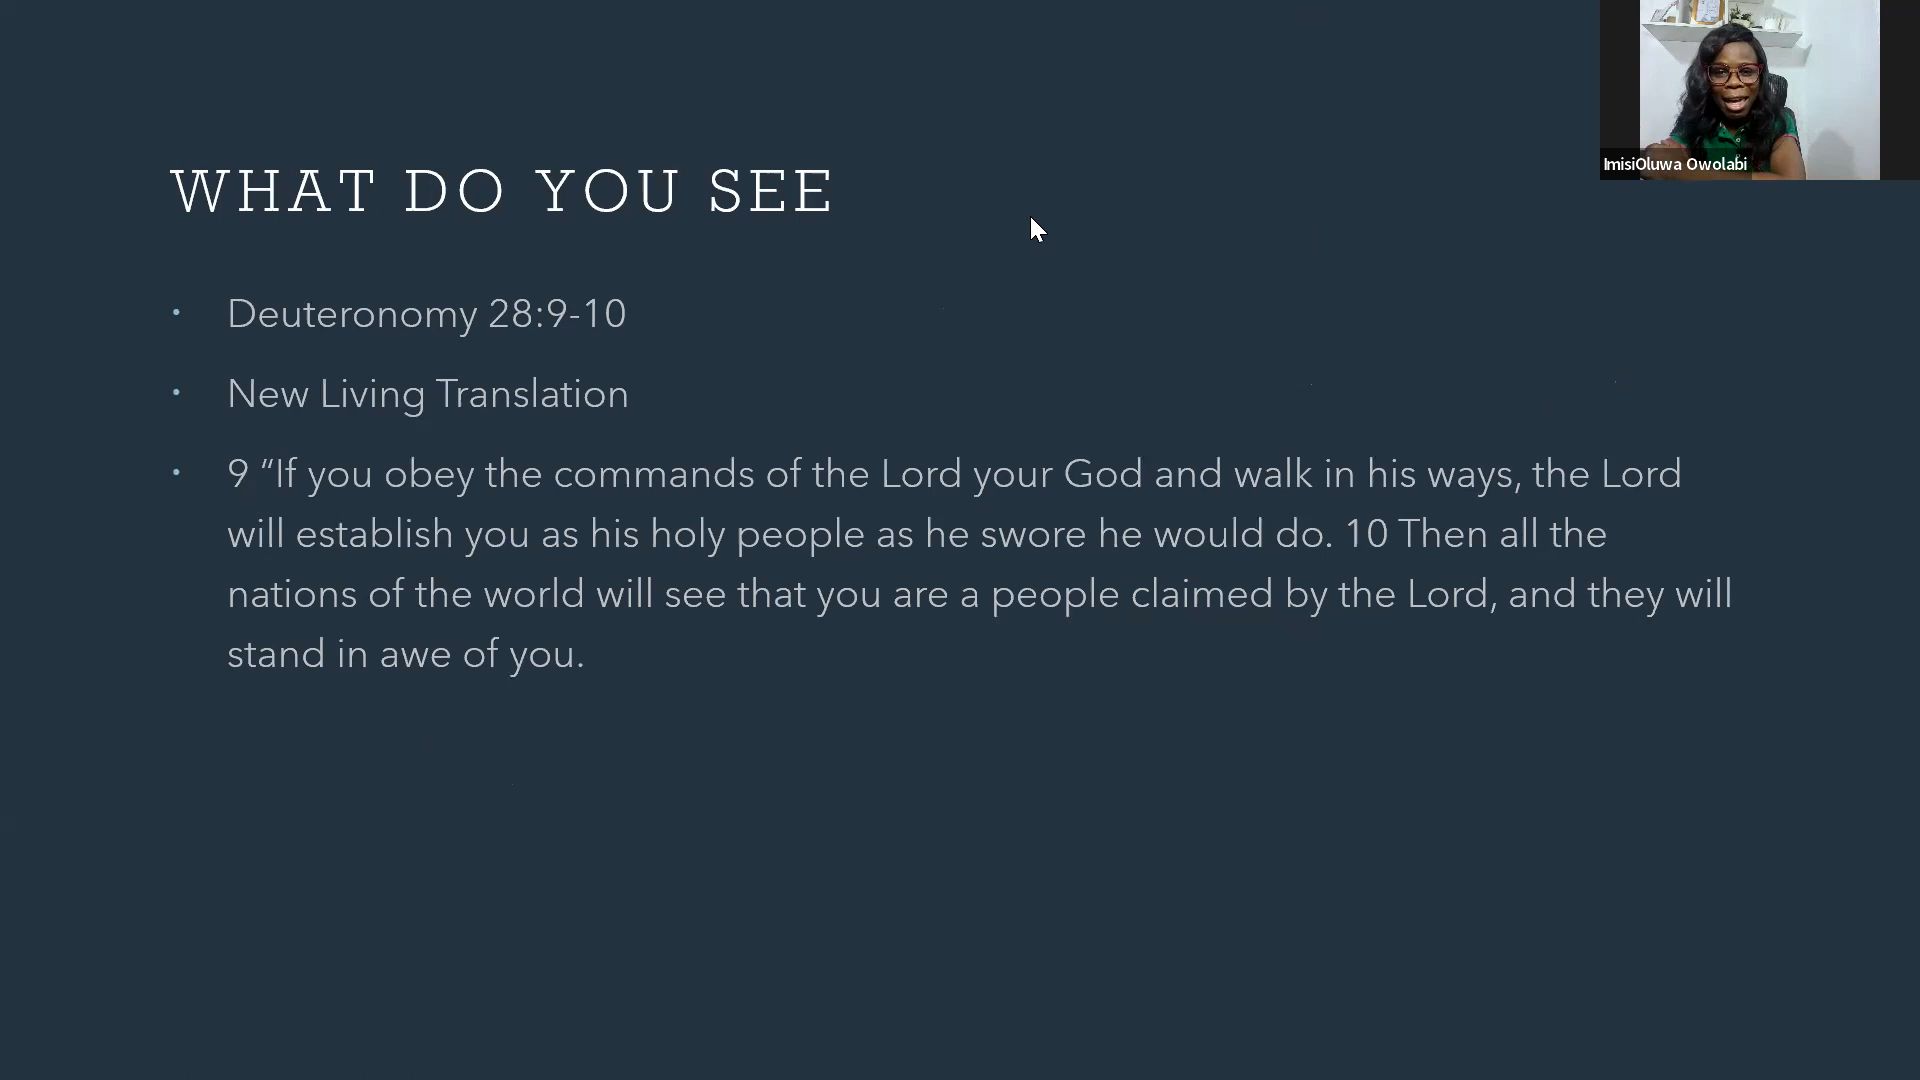 ImisiOluwa Owolabi
WHAT DO YOU SEE
Deuteronomy 28:9-10
New Living Translation
9 “If you obey the commands of the Lord your God and walk in his ways, the Lord
will establish you as his holy people as he swore he would do. 10 Then all the
nations of the world will see that you are a people claimed by the Lord, and they will
stand in awe of you.